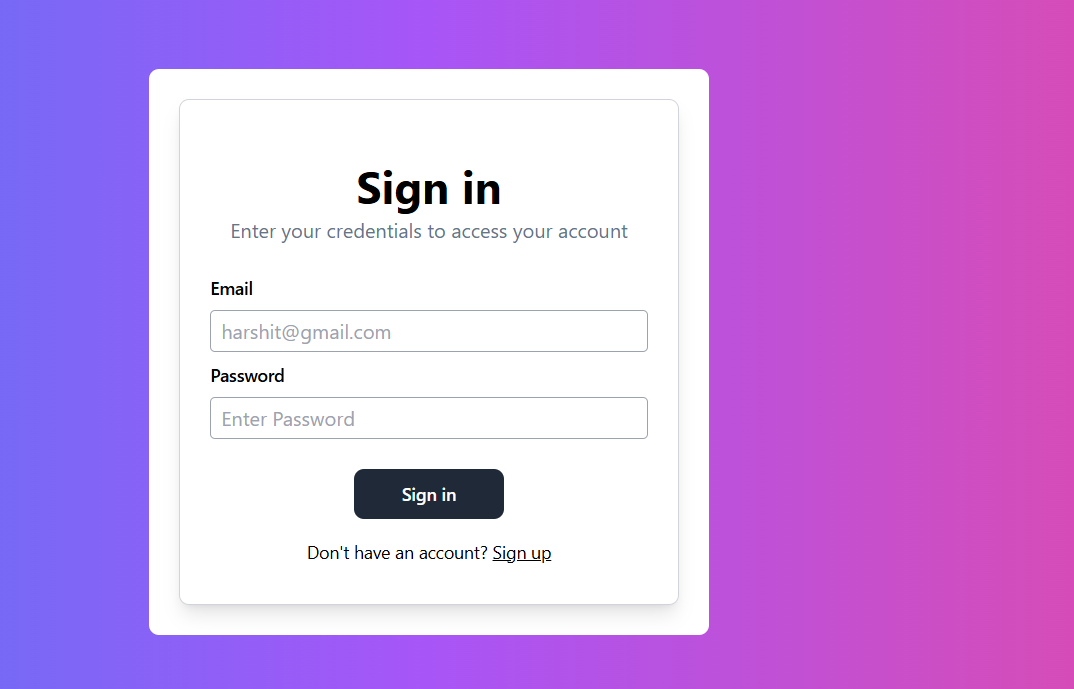 Sign in
Enter your credentials to access your account
Email
harshit@gmail.com
Password
Enter Password
Sign in
Don't have an account? Sign up